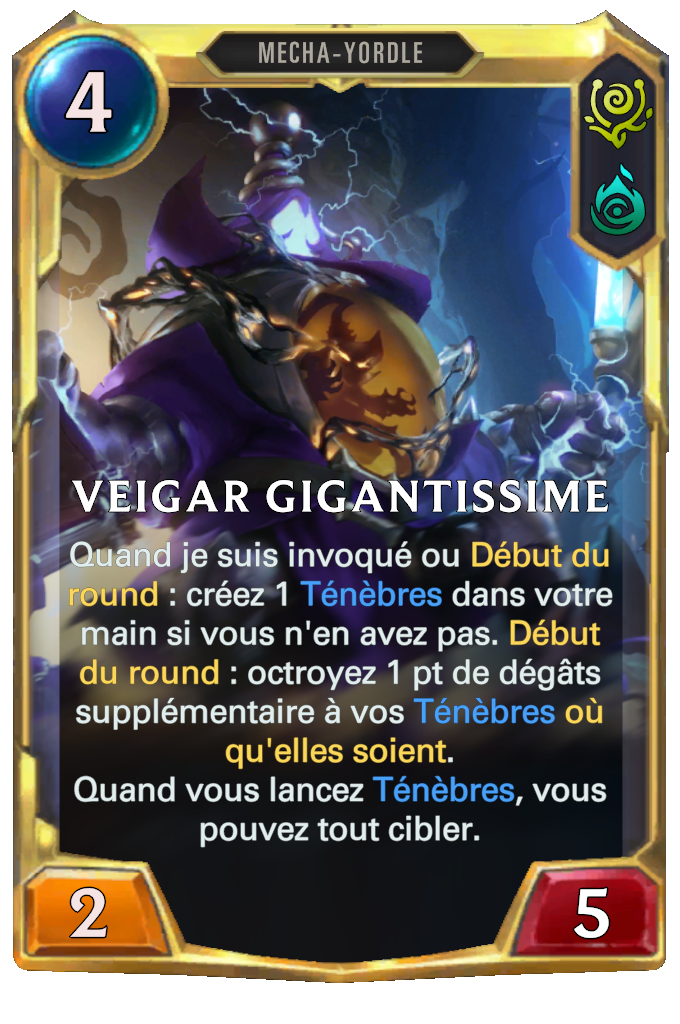 MECHA-YORDLE
4
VEIGAR GIGANTISSIME
Quand je suis invoqué ou Début du
round : créez 1 Ténèbres dans votre
main si vous n'en avez pas. Début
du round : octroyez 1 pt de dégâts
supplémentaire à vos Ténèbres où
qu'elles soient.
Quand vous lancez Ténèbres, vous
pouvez tout cibler.
2
5